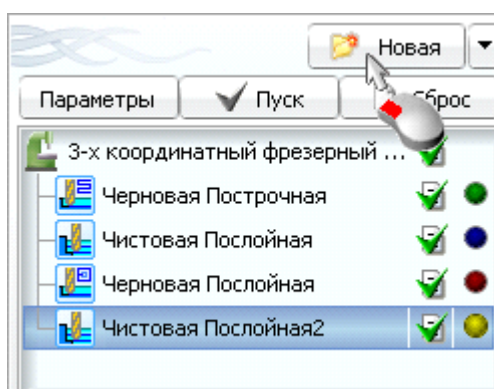 Новая
Параметры Пуск Сброс
3-х координатный фрезерный ...
Черновая Построчная
Чистовая Послойная
Черновая Послойная
Чистовая Послойная2